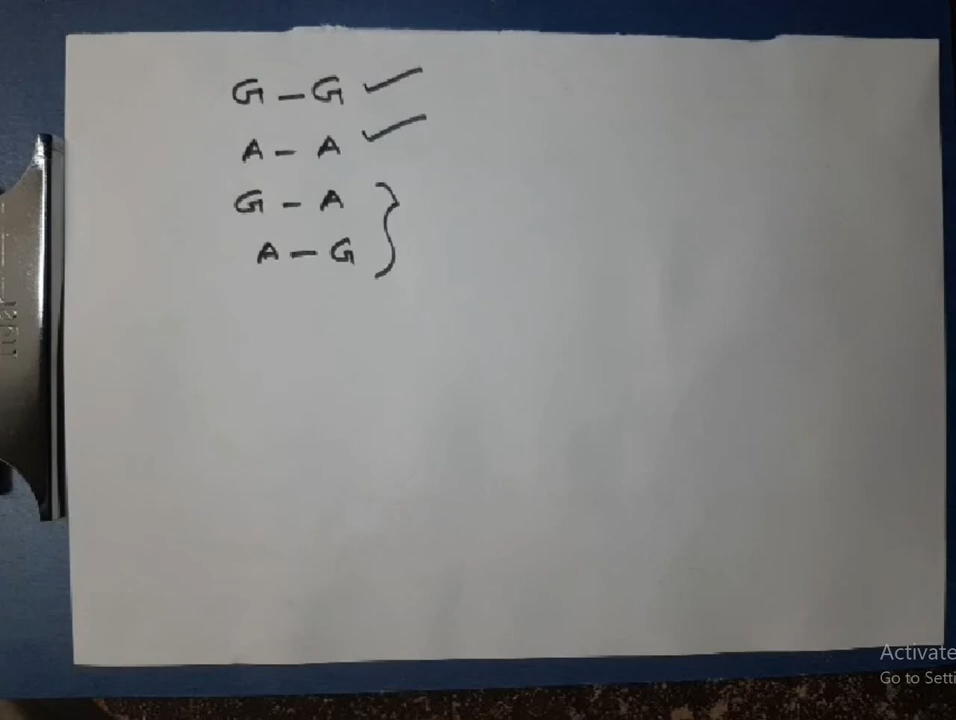 G - G ✓
A - A ✓
G - A }
A - G
Activate
Go to Setti